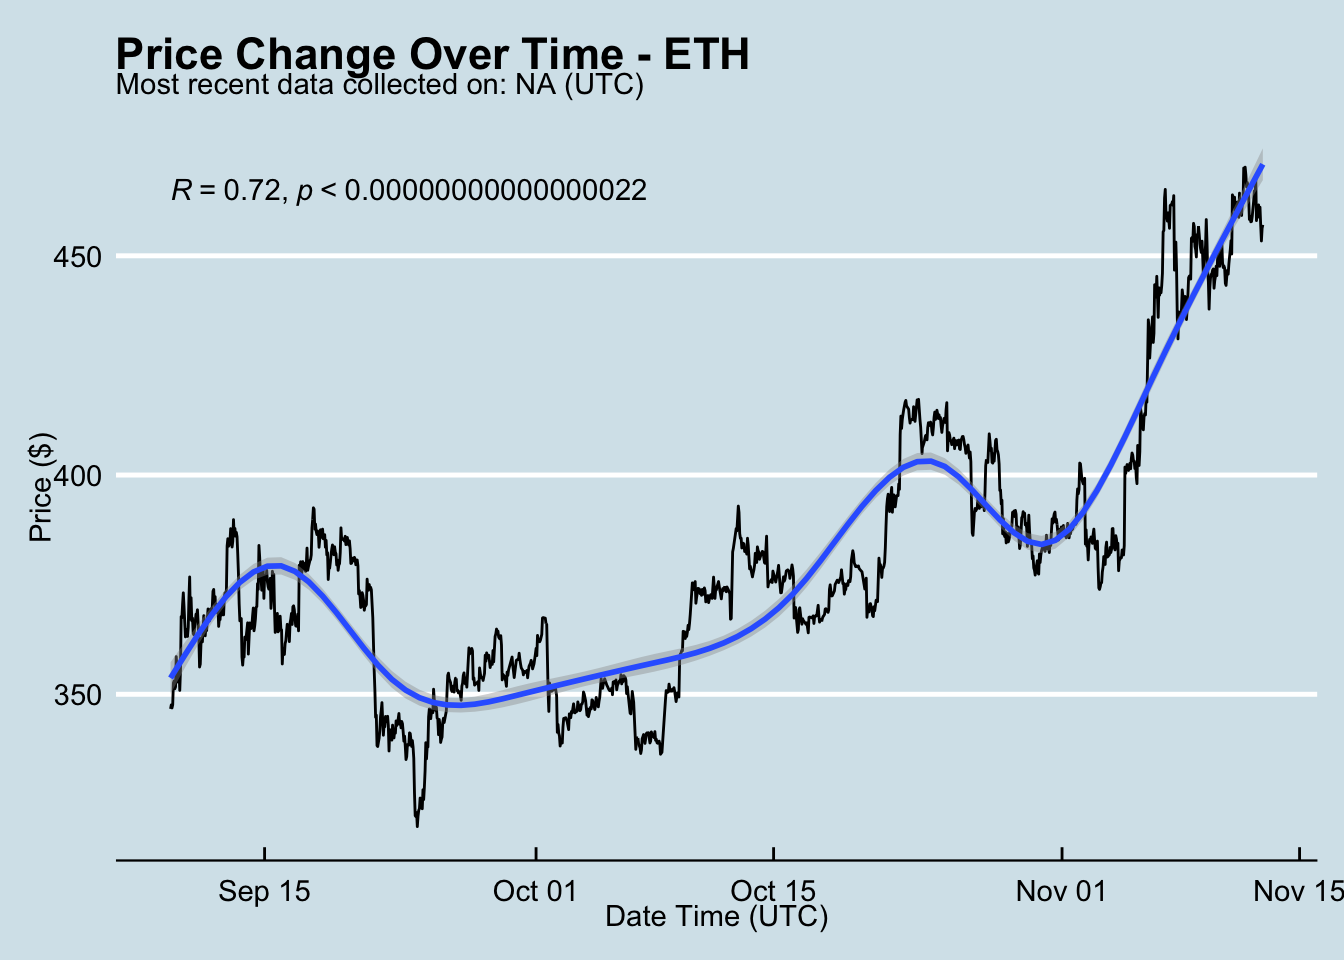 Price Change Over Time - ETH
Most recent data collected on: NA (UTC)
R = 0.72, p < 0.00000000000000022
450
400
350
Price ($)
Sep 15
Oct 01
Oct 15
Nov 01
Nov 15
Date Time (UTC)